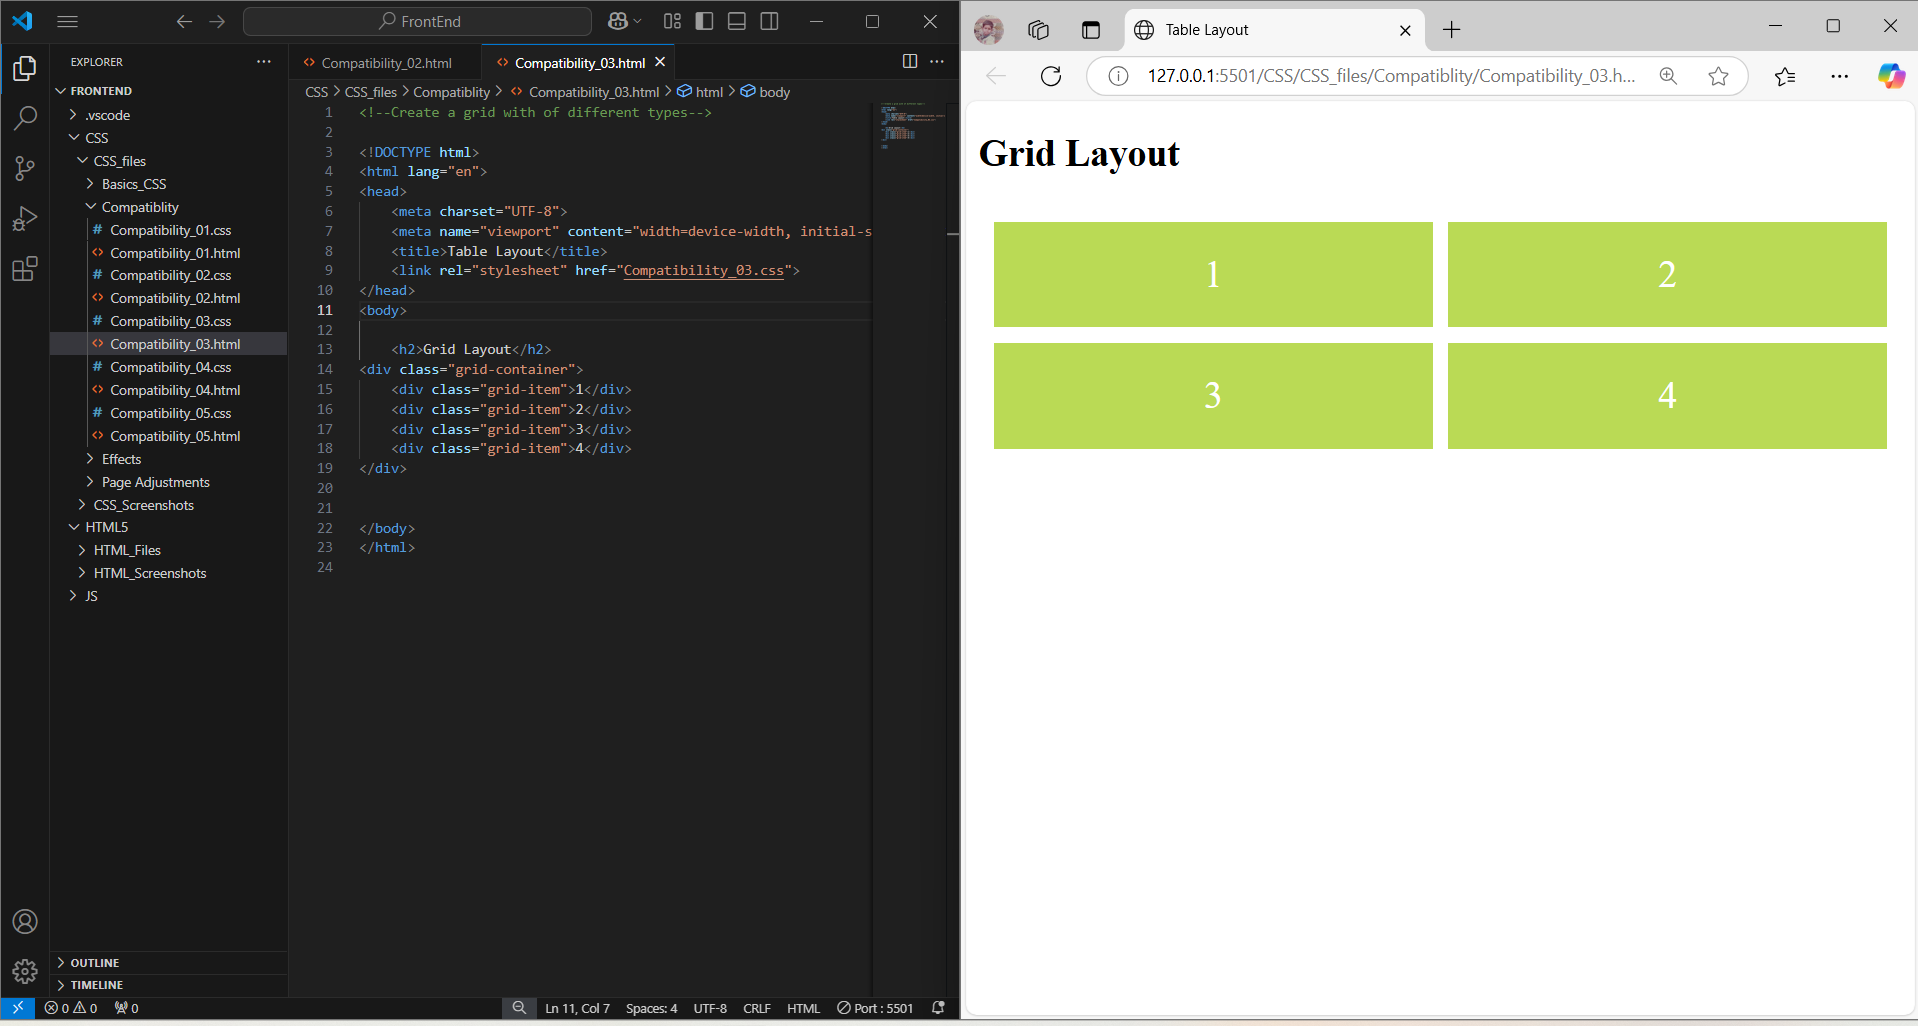 FrontEnd
EXPLORER
FRONTEND
.vscode
CSS
CSS_files
Basics_CSS
Compatiblity
# Compatibility_01.css
<> Compatibility_01.html
# Compatibility_02.css
<> Compatibility_02.html
# Compatibility_03.css
<> Compatibility_03.html
# Compatibility_04.css
<> Compatibility_04.html
# Compatibility_05.css
<> Compatibility_05.html
Effects
Page Adjustments
CSS_Screenshots
HTML5
HTML_Files
HTML_Screenshots
JS
OUTLINE
TIMELINE
<> Compatibility_02.html
<> Compatibility_03.html
CSS > CSS_files > Compatiblity > <> Compatibility_03.html > html > body
1 <!--Create a grid with of different types-->
2
3 <!DOCTYPE html>
4 <html lang="en">
5 <head>
6 <meta charset="UTF-8">
7 <meta name="viewport" content="width=device-width, initial-s
8 <title>Table Layout</title>
9 <link rel="stylesheet" href="Compatibility_03.css">
10 </head>
11 <body>
12
13 <h2>Grid Layout</h2>
14 <div class="grid-container">
15 <div class="grid-item">1</div>
16 <div class="grid-item">2</div>
17 <div class="grid-item">3</div>
18 <div class="grid-item">4</div>
19 </div>
20
21
22 </body>
23 </html>
24
0 0 0 Ln 11, Col 7 Spaces: 4 UTF-8 CRLF HTML Port : 5501
Table Layout
127.0.0.1:5501/CSS/CSS_files/Compatiblity/Compatibility_03.h...
Grid Layout
1 2
3 4